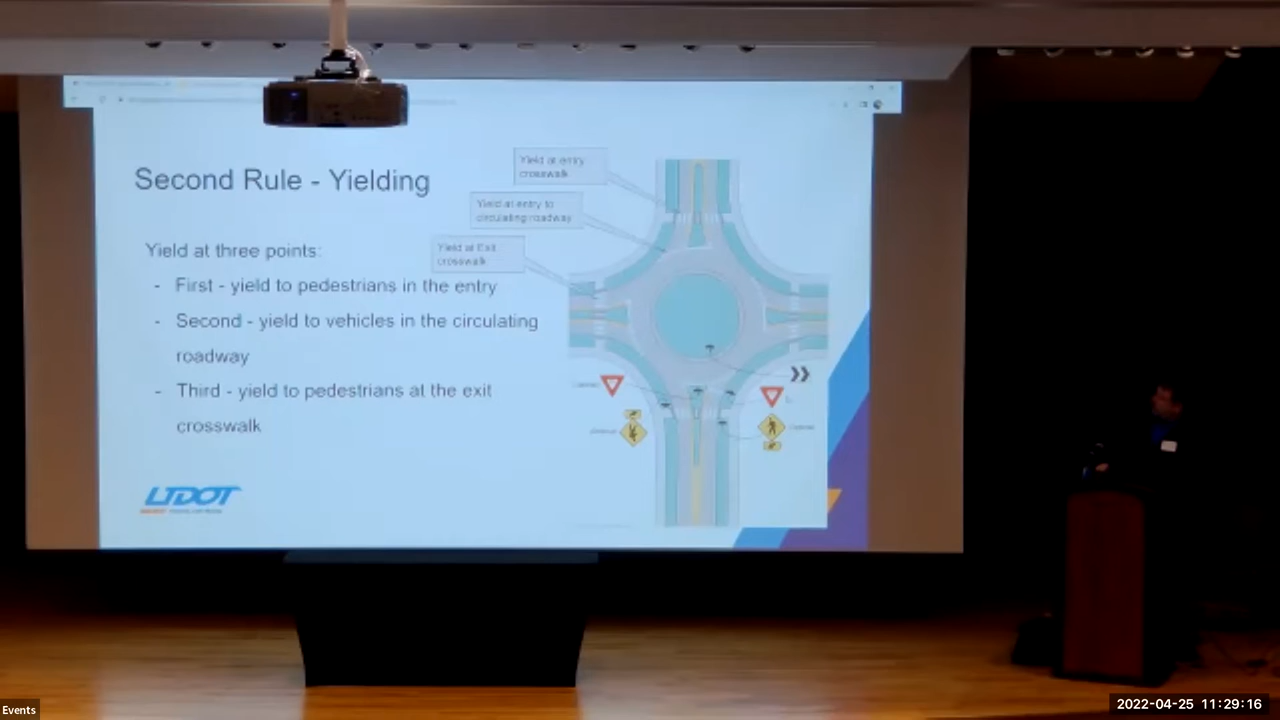 Second Rule - Yielding
Yield at entry
crosswalk
Yield at entry to
circulating roadway
Yield at Exit
crosswalk
Yield at three points:
- First - yield to pedestrians in the entry
- Second - yield to vehicles in the circulating
roadway
- Third - yield to pedestrians at the exit
crosswalk
UDOT
Events
2022-04-25 11:29:16